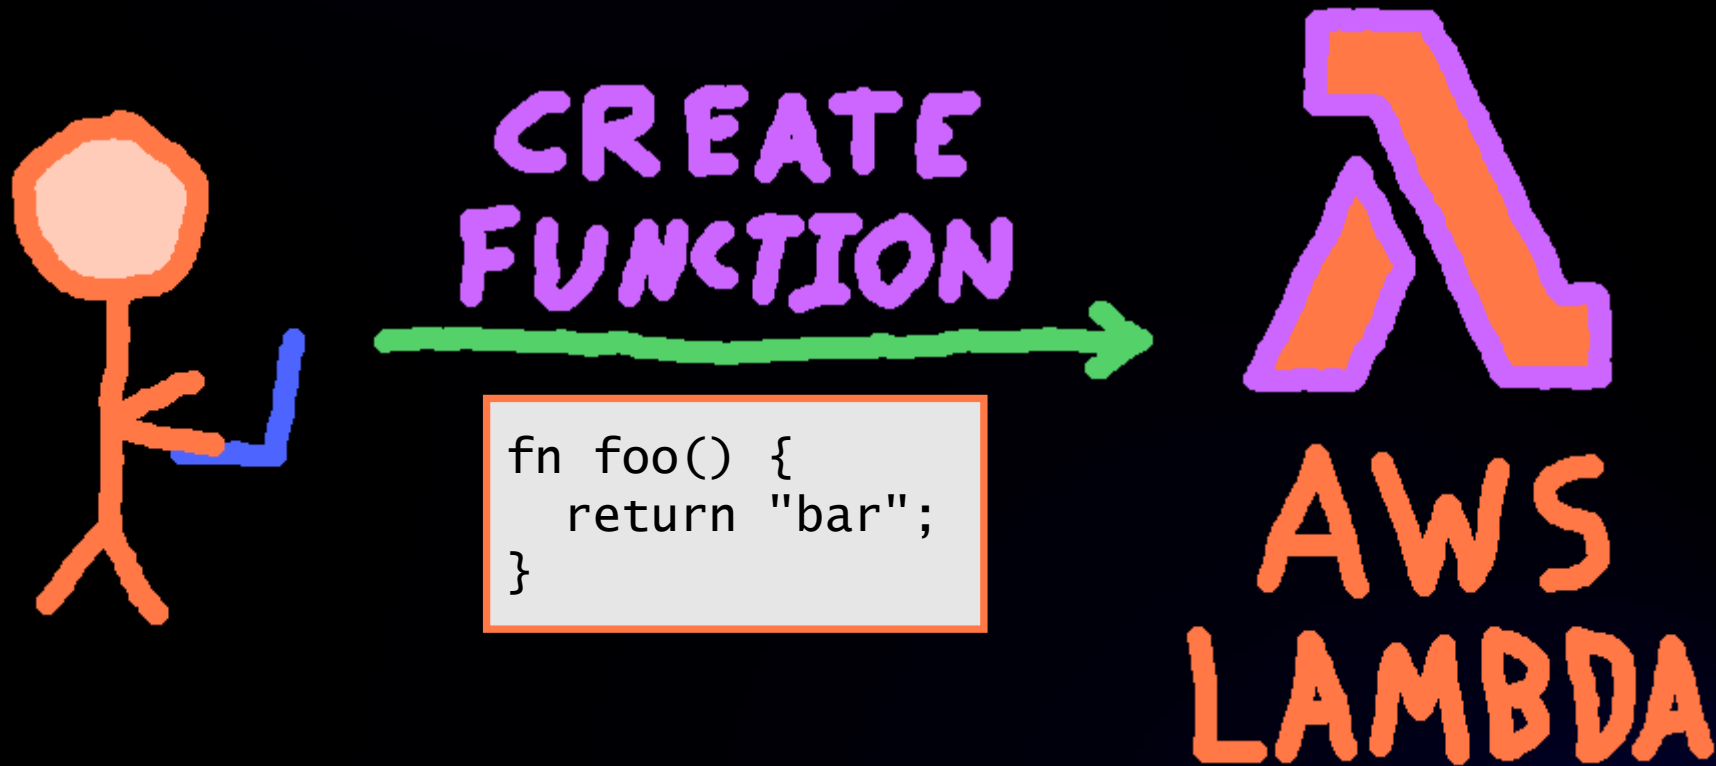 CREATE
FUNCTION
fn foo() {
  return "bar";
}
AWS
LAMBDA